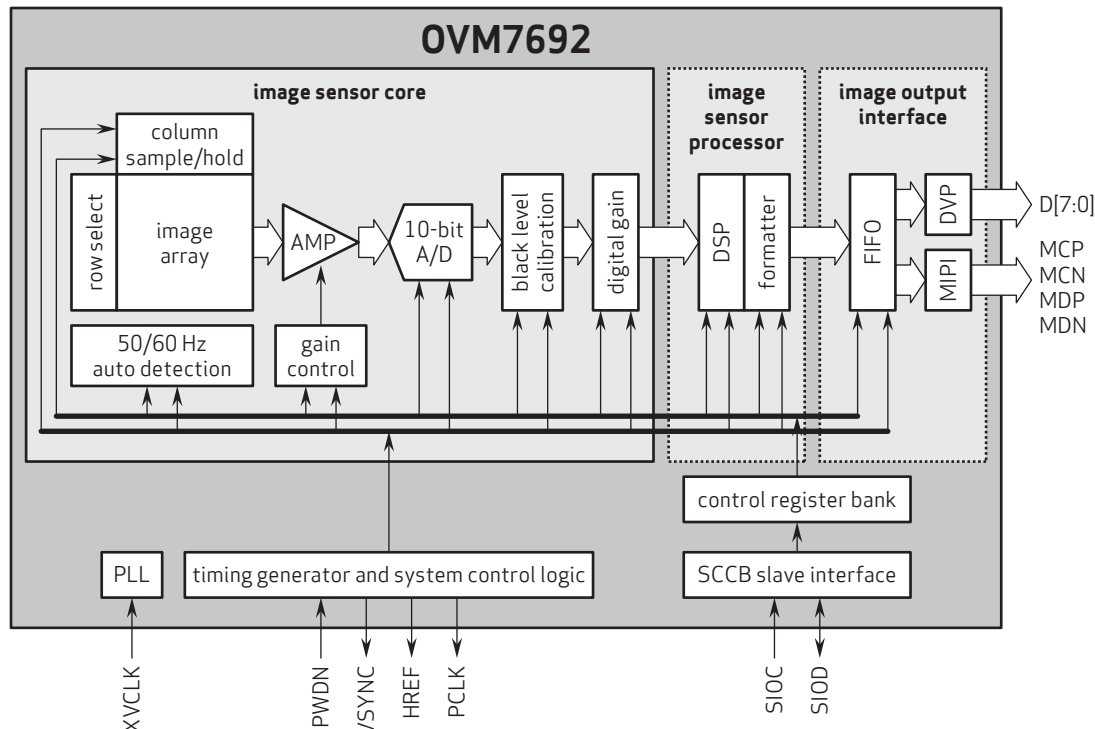 OVM7692
image sensor core
image
sensor
processor
image output
interface
column
sample/hold
row select
image
array
AMP
10-bit
A/D
black level
calibration
digital gain
DSP
formatter
FIFO
DVP
MIPI
D[7:0]
MCP
MCN
MDP
MDN
50/60 Hz
auto detection
gain
control
control register bank
PLL
timing generator and system control logic
SCCB slave interface
XVCLK
PWDN
VSYNC
HREF
PCLK
SIOC
SIOD